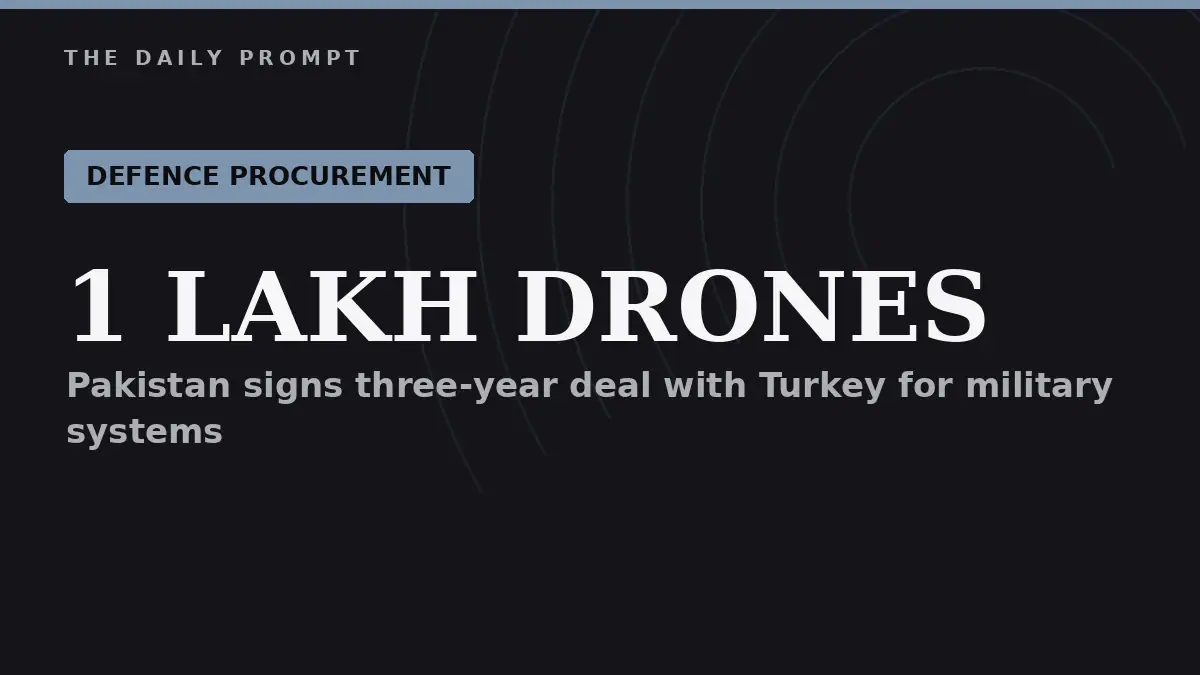 THE DAILY PROMPT
DEFENCE PROCUREMENT
1 LAKH DRONES
Pakistan signs three-year deal with Turkey for military
systems